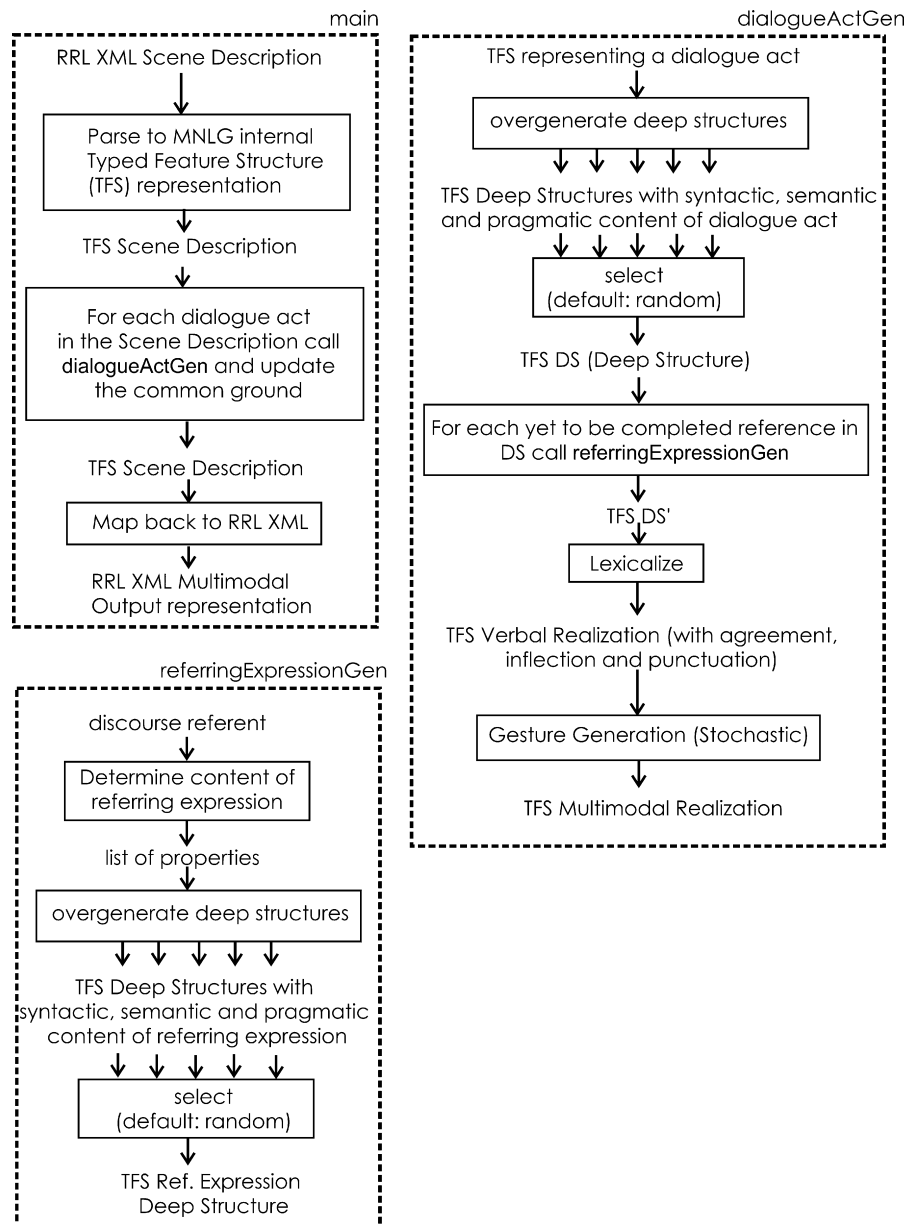 main
RRL XML Scene Description
Parse to MNLG internal
Typed Feature Structure
(TFS) representation
TFS Scene Description
For each dialogue act
in the Scene Description call
dialogueActGen and update
the common ground
TFS Scene Description
Map back to RRL XML
RRL XML Multimodal
Output representation
referringExpressionGen
discourse referent
Determine content of
referring expression
list of properties
overgenerate deep structures
TFS Deep Structures with
syntactic, semantic and pragmatic
content of referring expression
select
(default: random)
TFS Ref. Expression
Deep Structure
dialogueActGen
TFS representing a dialogue act
overgenerate deep structures
TFS Deep Structures with syntactic, semantic
and pragmatic content of dialogue act
select
(default: random)
TFS DS (Deep Structure)
For each yet to be completed reference in
DS call referringExpressionGen
TFS DS'
Lexicalize
TFS Verbal Realization (with agreement,
inflection and punctuation)
Gesture Generation (Stochastic)
TFS Multimodal Realization